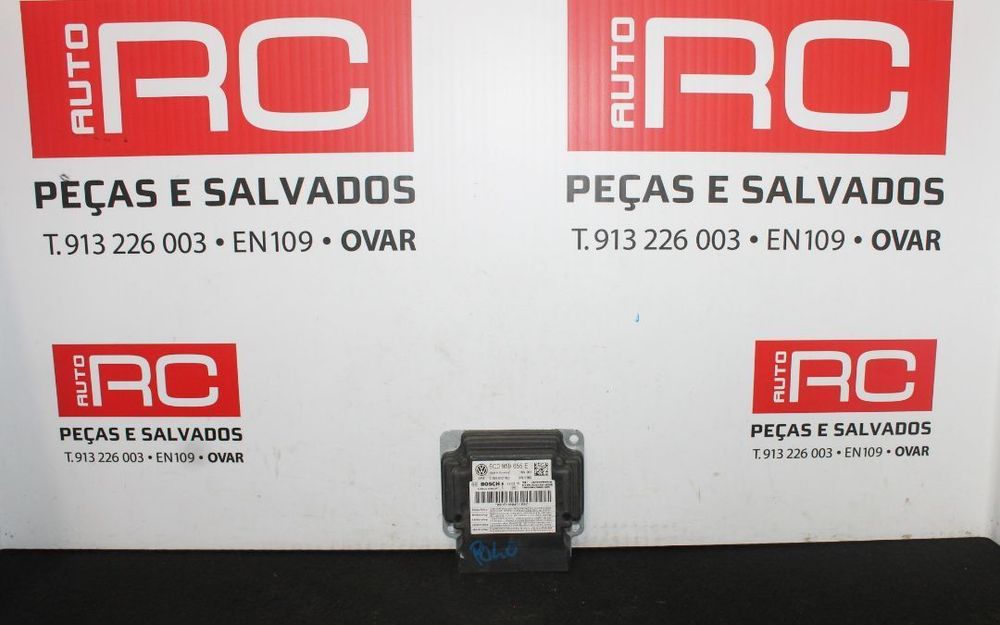 AUTO RC
PEÇAS E SALVADOS
T. 913 226 003 • EN109 • OVAR
AUTO RC
PEÇAS E SALVADOS
T. 913 226 003 • EN109 • OVAR
AUTO RC
PEÇAS E SALVADOS
T. 913 226 003 • EN109 • OVAR
AUTO RC
PEÇAS E SALVADOS
T. 913 226 003 • EN109 • OVAR
959 655 E
BOSCH
POLO